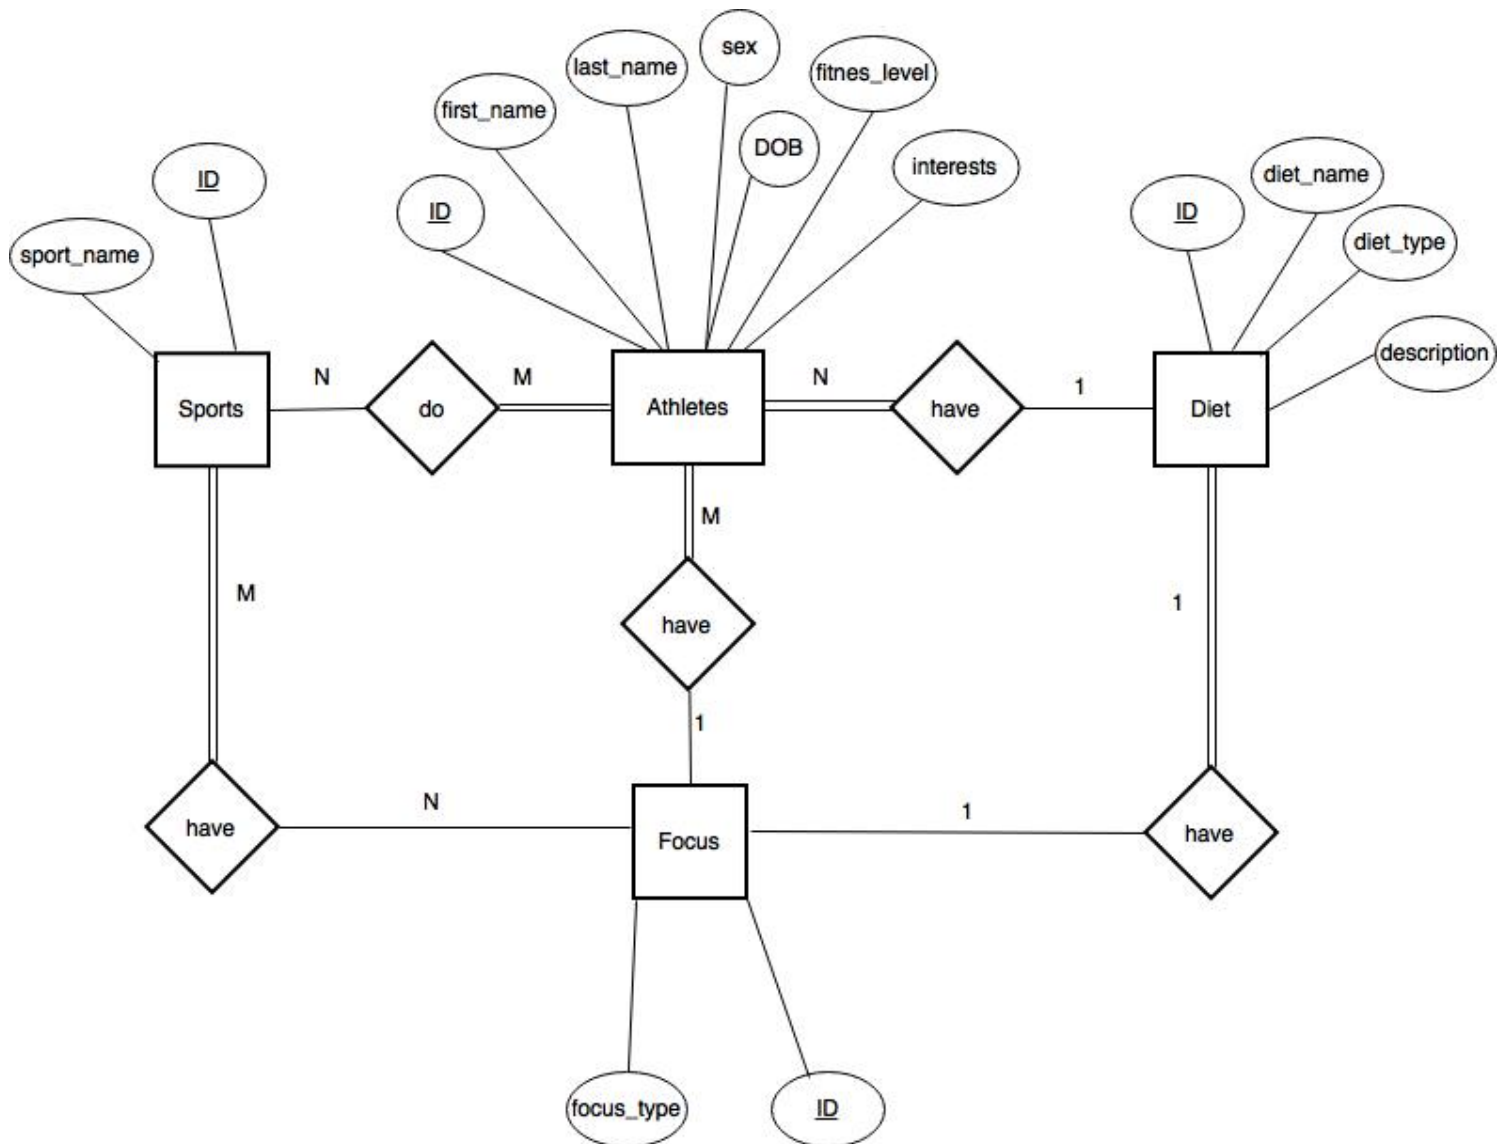 sex
last_name
fitnes_level
first_name
DOB
interests
ID
ID
diet_name
ID
diet_type
sport_name
description
N
M
N
1
Sports
do
Athletes
have
Diet
M
M
1
have
1
N
1
have
Focus
have
focus_type
ID